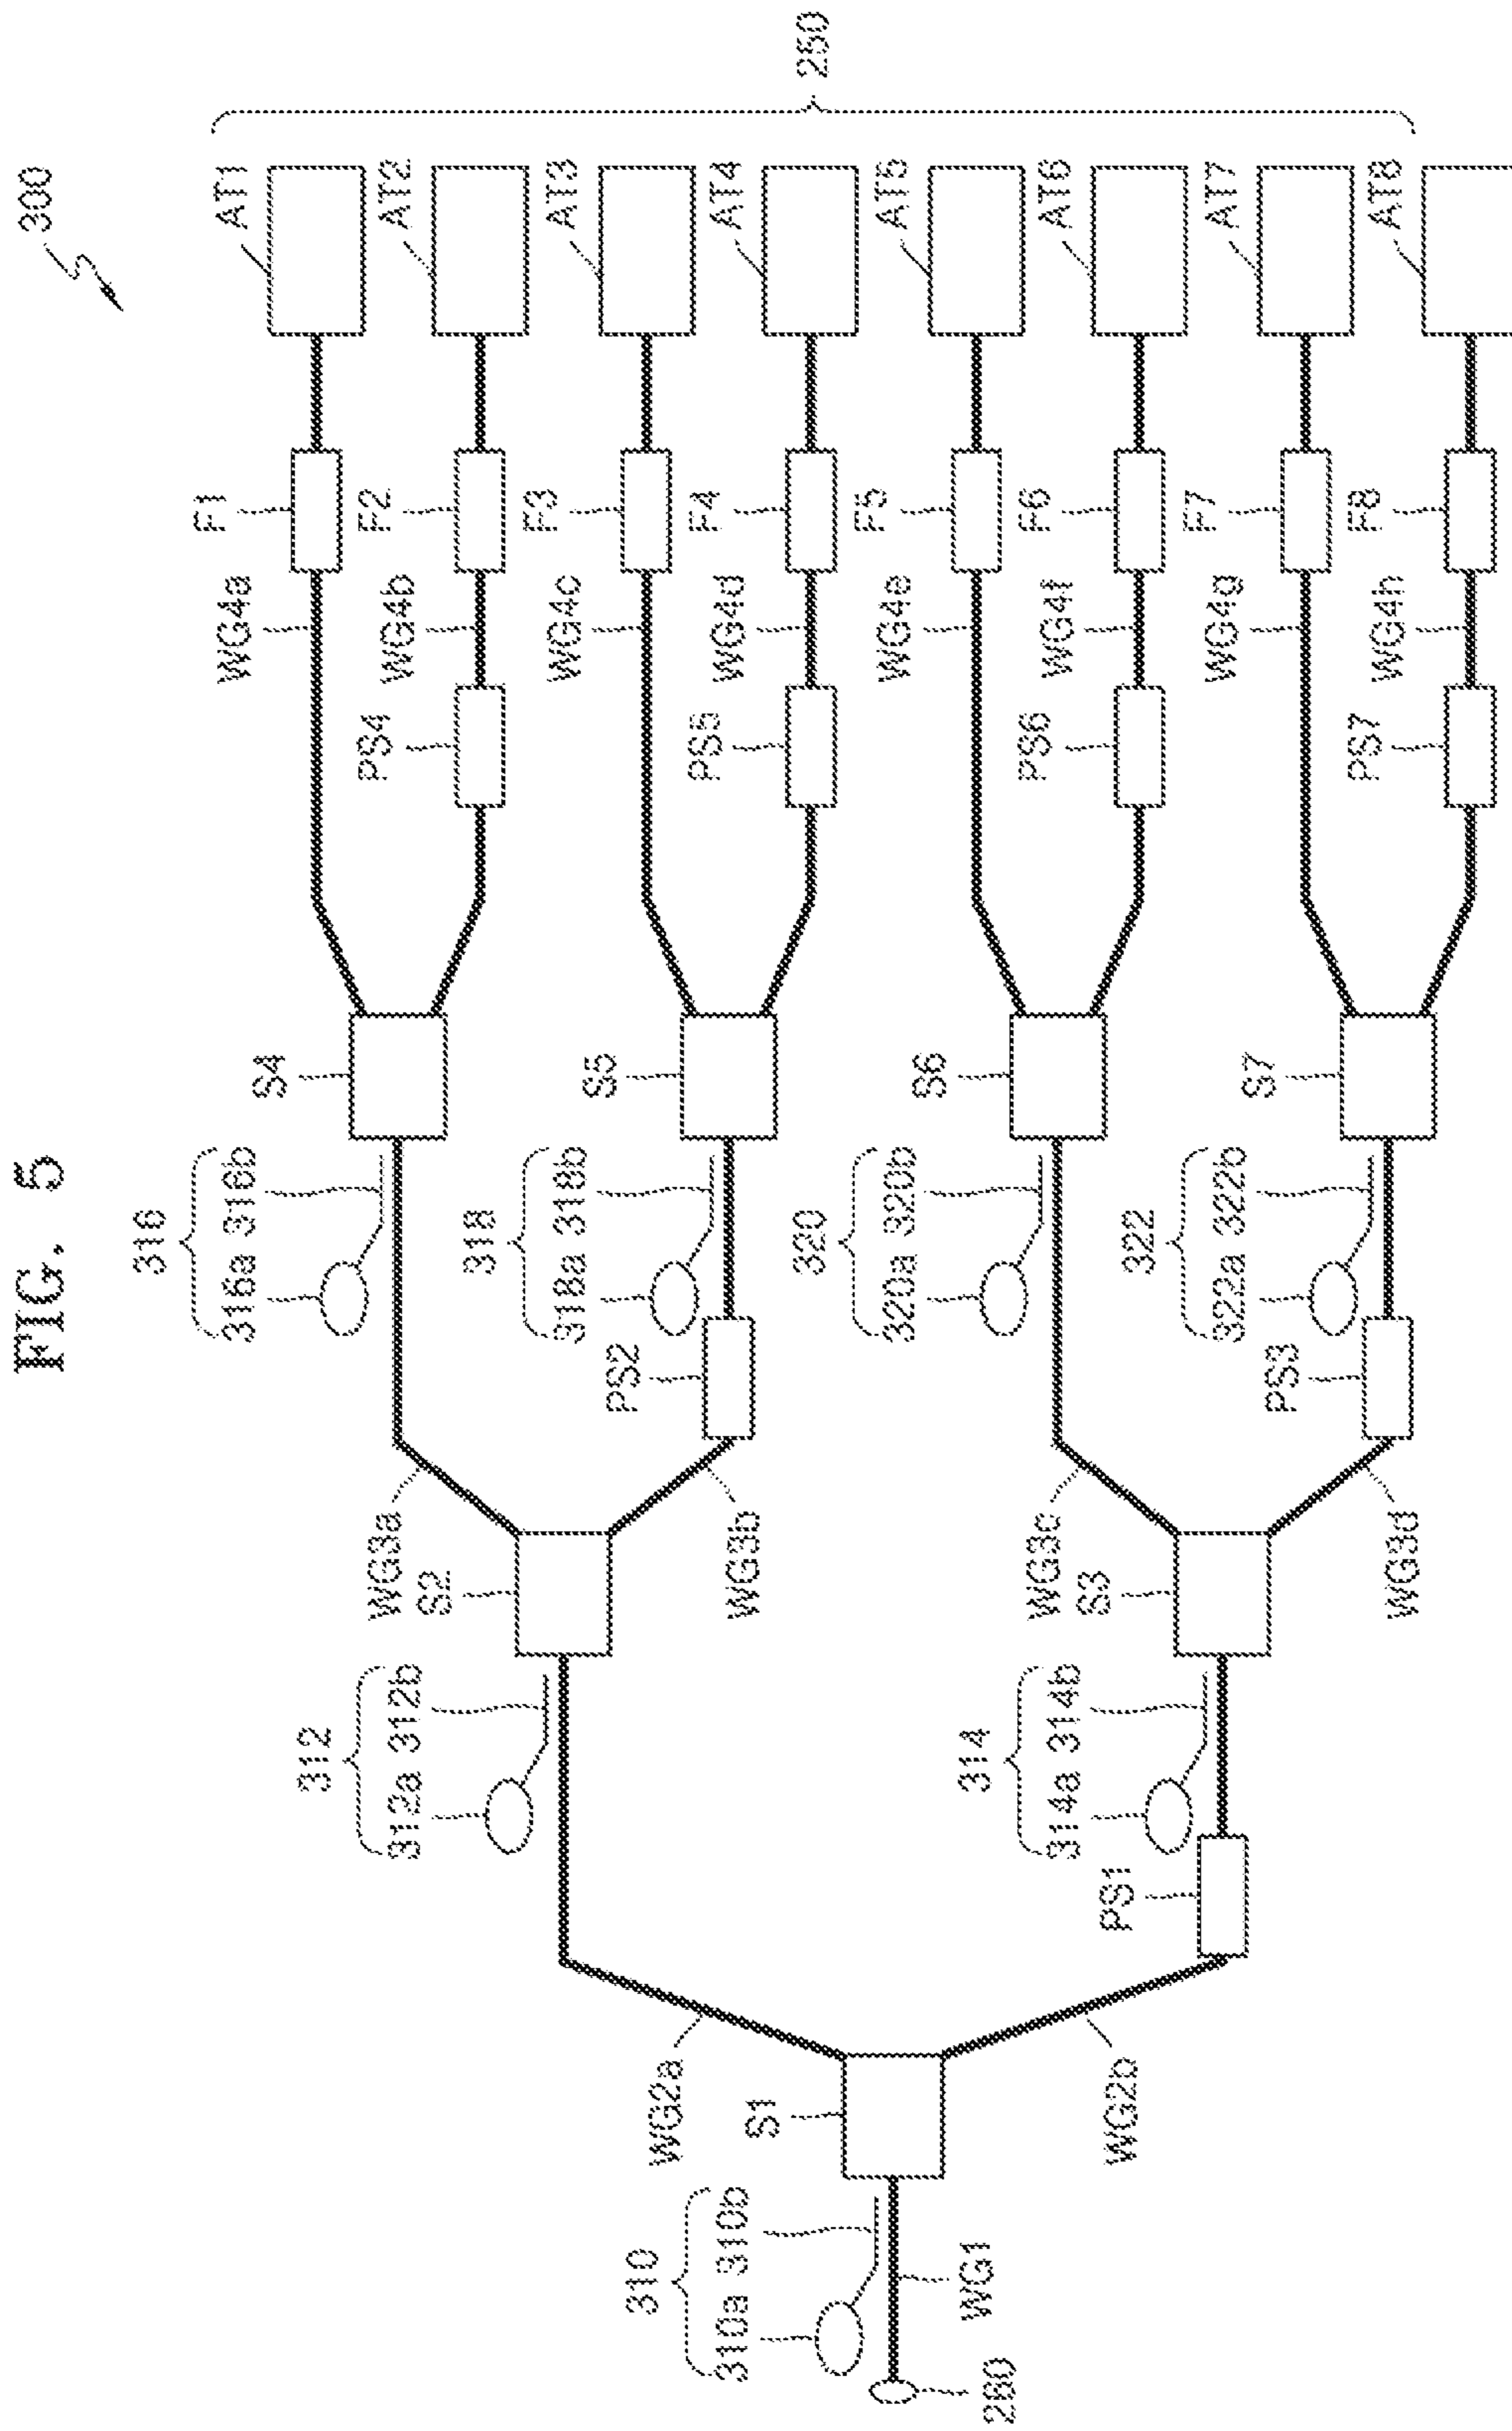 FIG. 5
300
250
AT1
AT2
AT3
AT4
AT5
AT6
AT7
AT8
F1
F2
F3
F4
F5
F6
F7
F8
WG4a
WG4b
WG4c
WG4d
WG4e
WG4f
WG4g
WG4h
PS4
PS5
PS6
PS7
S4
S5
S6
S7
316
316a 316b
318
318a 318b
320
320a 320b
322
322a 322b
PS2
PS3
WG3a
WG3b
WG3c
WG3d
S2
S3
312
312a 312b
314
314a 314b
PS1
WG2a
WG2b
S1
310
310a 310b
WG1
280